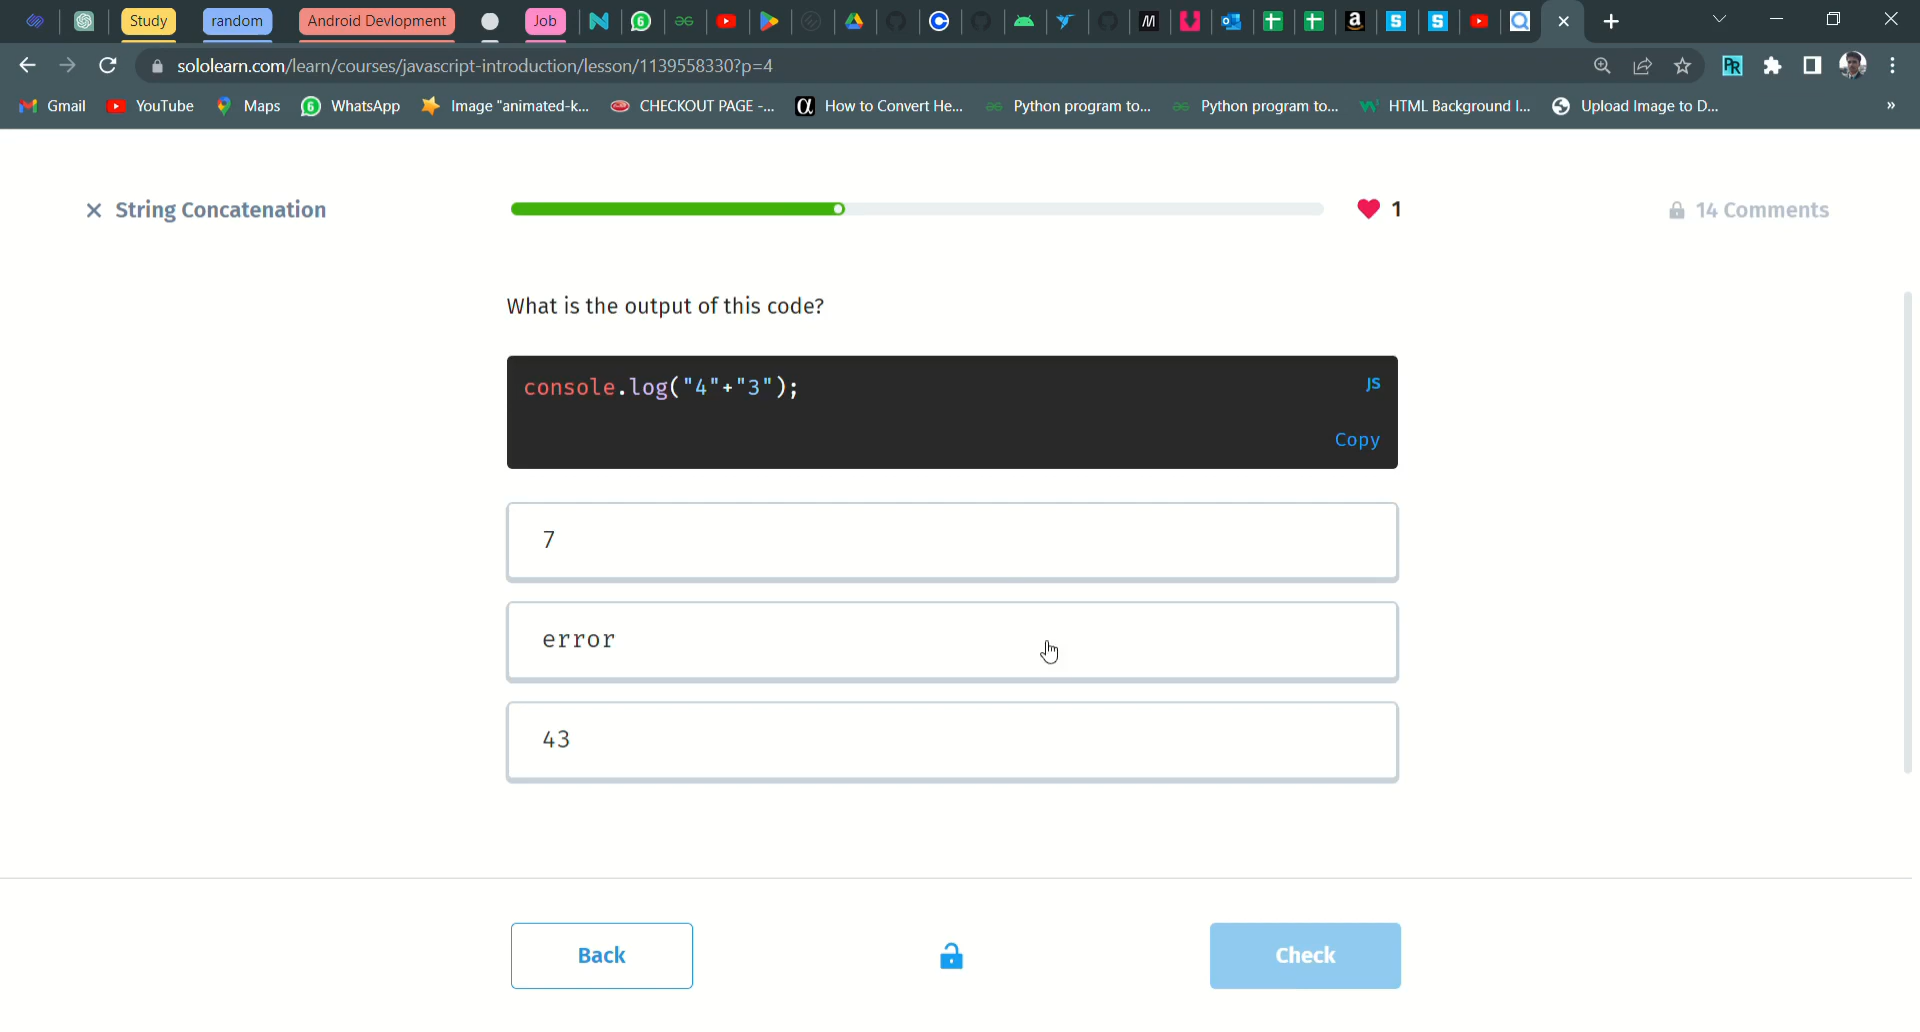 Study
random
Android Devlopment
Job
sololearn.com/learn/courses/javascript-introduction/lesson/1139558330?p=4
Gmail
YouTube
Maps
WhatsApp
Image "animated-k...
CHECKOUT PAGE -...
How to Convert He...
Python program to...
Python program to...
HTML Background I...
Upload Image to D...
»
String Concatenation
1
14 Comments
What is the output of this code?
console.log("4"+"3");
JS
Copy
7
error
43
Back
Check